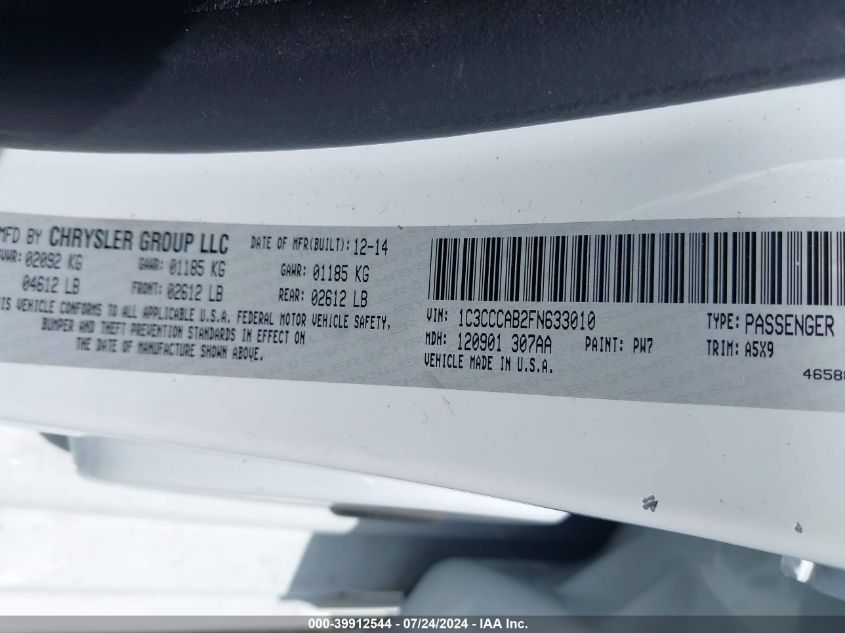 MFD BY CHRYSLER GROUP LLC DATE OF MFR(BUILT): 12-14
GVWR: 02092 KG GAWR: 01185 KG GAWR: 01185 KG
04612 LB FRONT: 02612 LB REAR: 02612 LB
THIS VEHICLE CONFORMS TO APPLICABLE U.S.A. FEDERAL MOTOR VEHICLE SAFETY,
BUMPER AND THEFT PREVENTION STANDARDS IN EFFECT ON
THE DATE OF MANUFACTURE SHOWN ABOVE.
VIN: 1C3CCCAB2FN633010 TYPE: PASSENGER
MDH: 120901 307AA PAINT: PW7 TRIM: A5X9
VEHICLE MADE IN U.S.A.
000-39912544 / 07/24/2024 - IAA Inc.